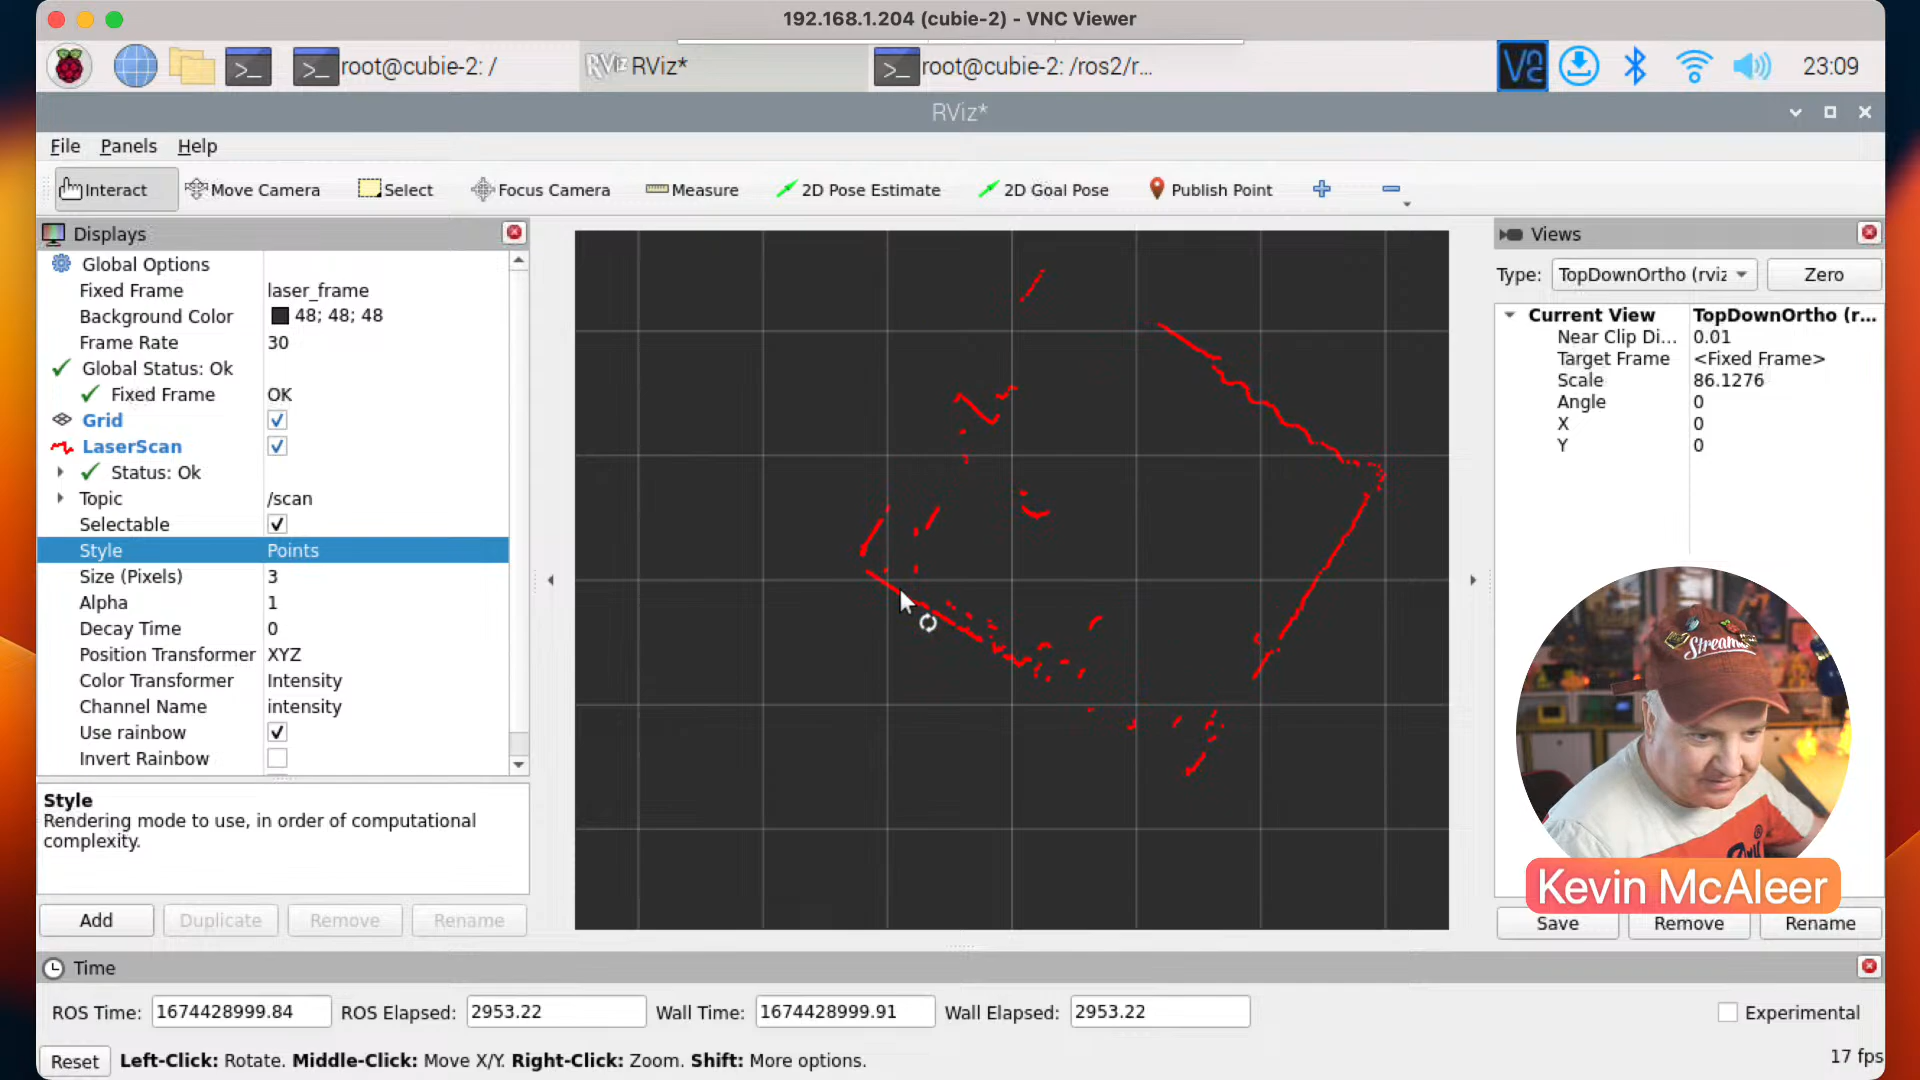 192.168.1.204 (cubie-2) - VNC Viewer
root@cubie-2: /
RViz*
root@cubie-2: /ros2/r...
23:09
RViz*
File Panels Help
Interact Move Camera Select Focus Camera Measure 2D Pose Estimate 2D Goal Pose Publish Point
Displays
Global Options
Fixed Frame laser_frame
Background Color 48; 48; 48
Frame Rate 30
Global Status: Ok
Fixed Frame OK
Grid
LaserScan
Status: Ok
Topic /scan
Selectable
Style Points
Size (Pixels) 3
Alpha 1
Decay Time 0
Position Transformer XYZ
Color Transformer Intensity
Channel Name intensity
Use rainbow
Invert Rainbow
Style
Rendering mode to use, in order of computational
complexity.
Add Duplicate Remove Rename
Views
Type: TopDownOrtho (rviz Zero
Current View TopDownOrtho (r...
Near Clip Di... 0.01
Target Frame <Fixed Frame>
Scale 86.1276
Angle 0
X 0
Y 0
Stream
Kevin McAleer
Save Remove Rename
Time
ROS Time: 1674428999.84 ROS Elapsed: 2953.22 Wall Time: 1674428999.91 Wall Elapsed: 2953.22 Experimental
Reset Left-Click: Rotate. Middle-Click: Move X/Y. Right-Click: Zoom. Shift: More options. 17 fps